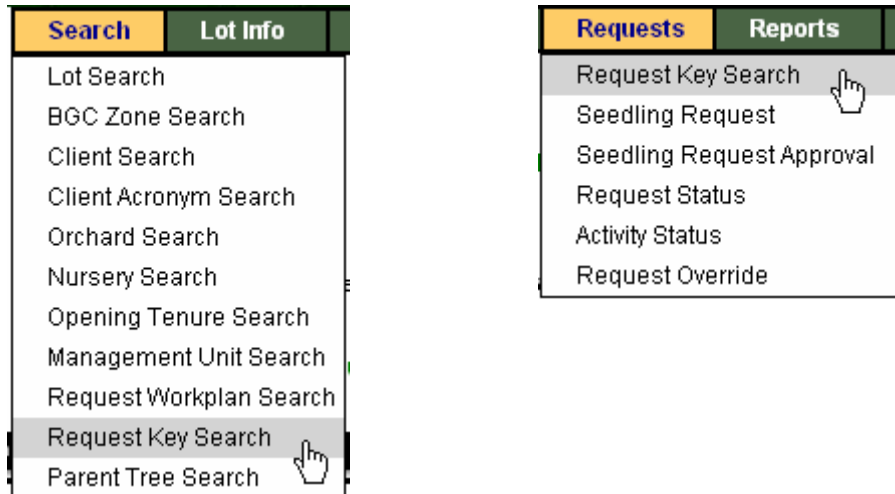 Search Lot Info
Lot Search
BGC Zone Search
Client Search
Client Acronym Search
Orchard Search
Nursery Search
Opening Tenure Search
Management Unit Search
Request Workplan Search
Request Key Search
Parent Tree Search
Requests Reports
Request Key Search
Seedling Request
Seedling Request Approval
Request Status
Activity Status
Request Override